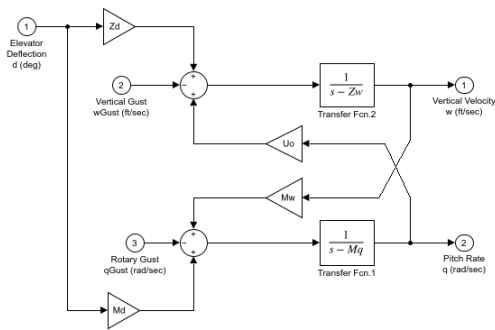 1
Elevator
Deflection
d (deg)
Zd
2
Vertical Gust
wGust (ft/sec)
+
−
+
1
s − Zw
Transfer Fcn.2
1
Vertical Velocity
w (ft/sec)
Uo
Mw
3
Rotary Gust
qGust (rad/sec)
+
−
+
1
s − Mq
Transfer Fcn.1
2
Pitch Rate
q (rad/sec)
Md